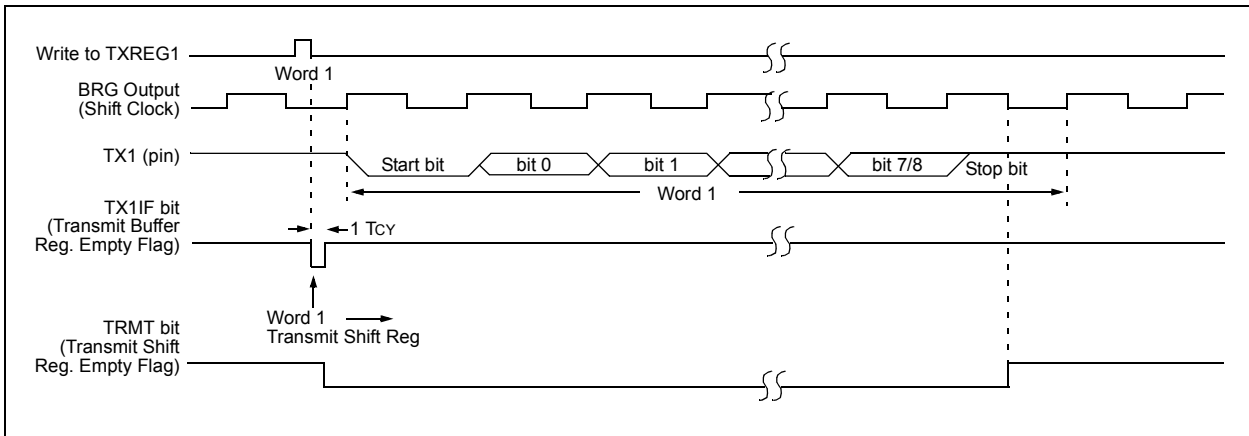 Write to TXREG1
Word 1
BRG Output
(Shift Clock)
TX1 (pin)
Start bit
bit 0
bit 1
bit 7/8
Stop bit
Word 1
TX1IF bit
(Transmit Buffer
Reg. Empty Flag)
1 TCY
Word 1
Transmit Shift Reg
TRMT bit
(Transmit Shift
Reg. Empty Flag)